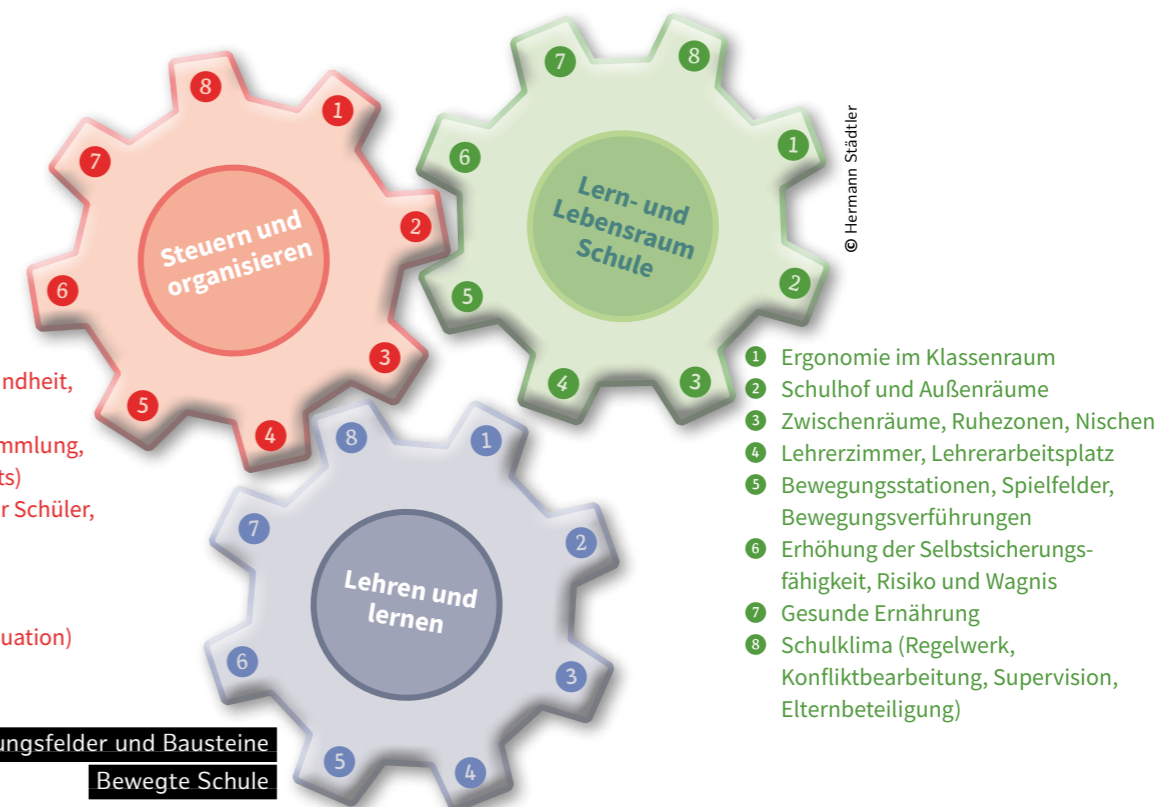 8
1
7
Steuern und
organisieren
2
6
3
5
4
7
8
6
1
Lern- und
Lebensraum
Schule
5
2
4
3
© Hermann Städtler
8
1
7
2
Lehren und
lernen
6
3
5
4
ndheit,
mmlung,
ts)
r Schüler,
uation)
1 Ergonomie im Klassenraum
2 Schulhof und Außenräume
3 Zwischenräume, Ruhezonen, Nischen
4 Lehrerzimmer, Lehrerarbeitsplatz
5 Bewegungsstationen, Spielfelder,
Bewegungsverführungen
6 Erhöhung der Selbstsicherungs-
fähigkeit, Risiko und Wagnis
7 Gesunde Ernährung
8 Schulklima (Regelwerk,
Konfliktbearbeitung, Supervision,
Elternbeteiligung)
ungsfelder und Bausteine
Bewegte Schule